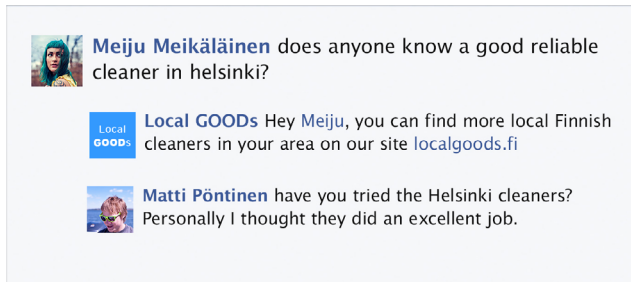 Meiju Meikäläinen does anyone know a good reliable
cleaner in helsinki?
Local
GOODs
Local GOODs Hey Meiju, you can find more local Finnish
cleaners in your area on our site localgoods.fi
Matti Pöntinen have you tried the Helsinki cleaners?
Personally I thought they did an excellent job.